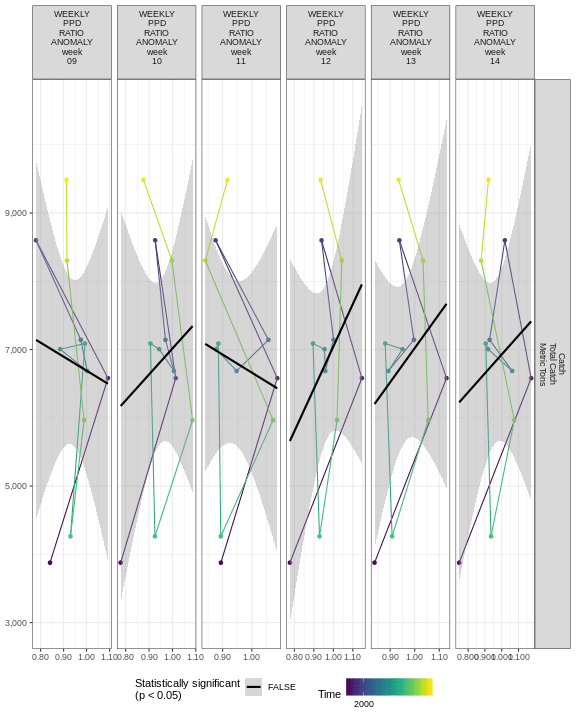 WEEKLY
PPD
RATIO
ANOMALY
week
09
WEEKLY
PPD
RATIO
ANOMALY
week
10
WEEKLY
PPD
RATIO
ANOMALY
week
11
WEEKLY
PPD
RATIO
ANOMALY
week
12
WEEKLY
PPD
RATIO
ANOMALY
week
13
WEEKLY
PPD
RATIO
ANOMALY
week
14
9,000
7,000
5,000
3,000
Catch
Total Catch
Metric Tons
0.80 0.90 1.00 1.10
0.80 0.90 1.00 1.10
0.90 1.00
0.80 0.90 1.00 1.10
0.90 1.00 1.10
0.80 0.90 1.00 1.10
Statistically significant
(p < 0.05)
FALSE
Time
2000